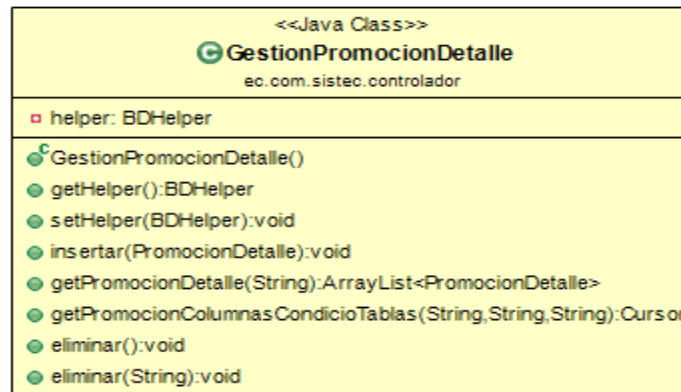 <<Java Class>>
GestionPromocionDetalle
ec.com.sistec.controlador
helper: BDHelper
GestionPromocionDetalle()
getHelper():BDHelper
setHelper(BDHelper):void
insertar(PromocionDetalle):void
getPromocionDetalle(String):ArrayList<PromocionDetalle>
getPromocionColumnasCondicioTablas(String,String,String):Cursor
eliminar():void
eliminar(String):void